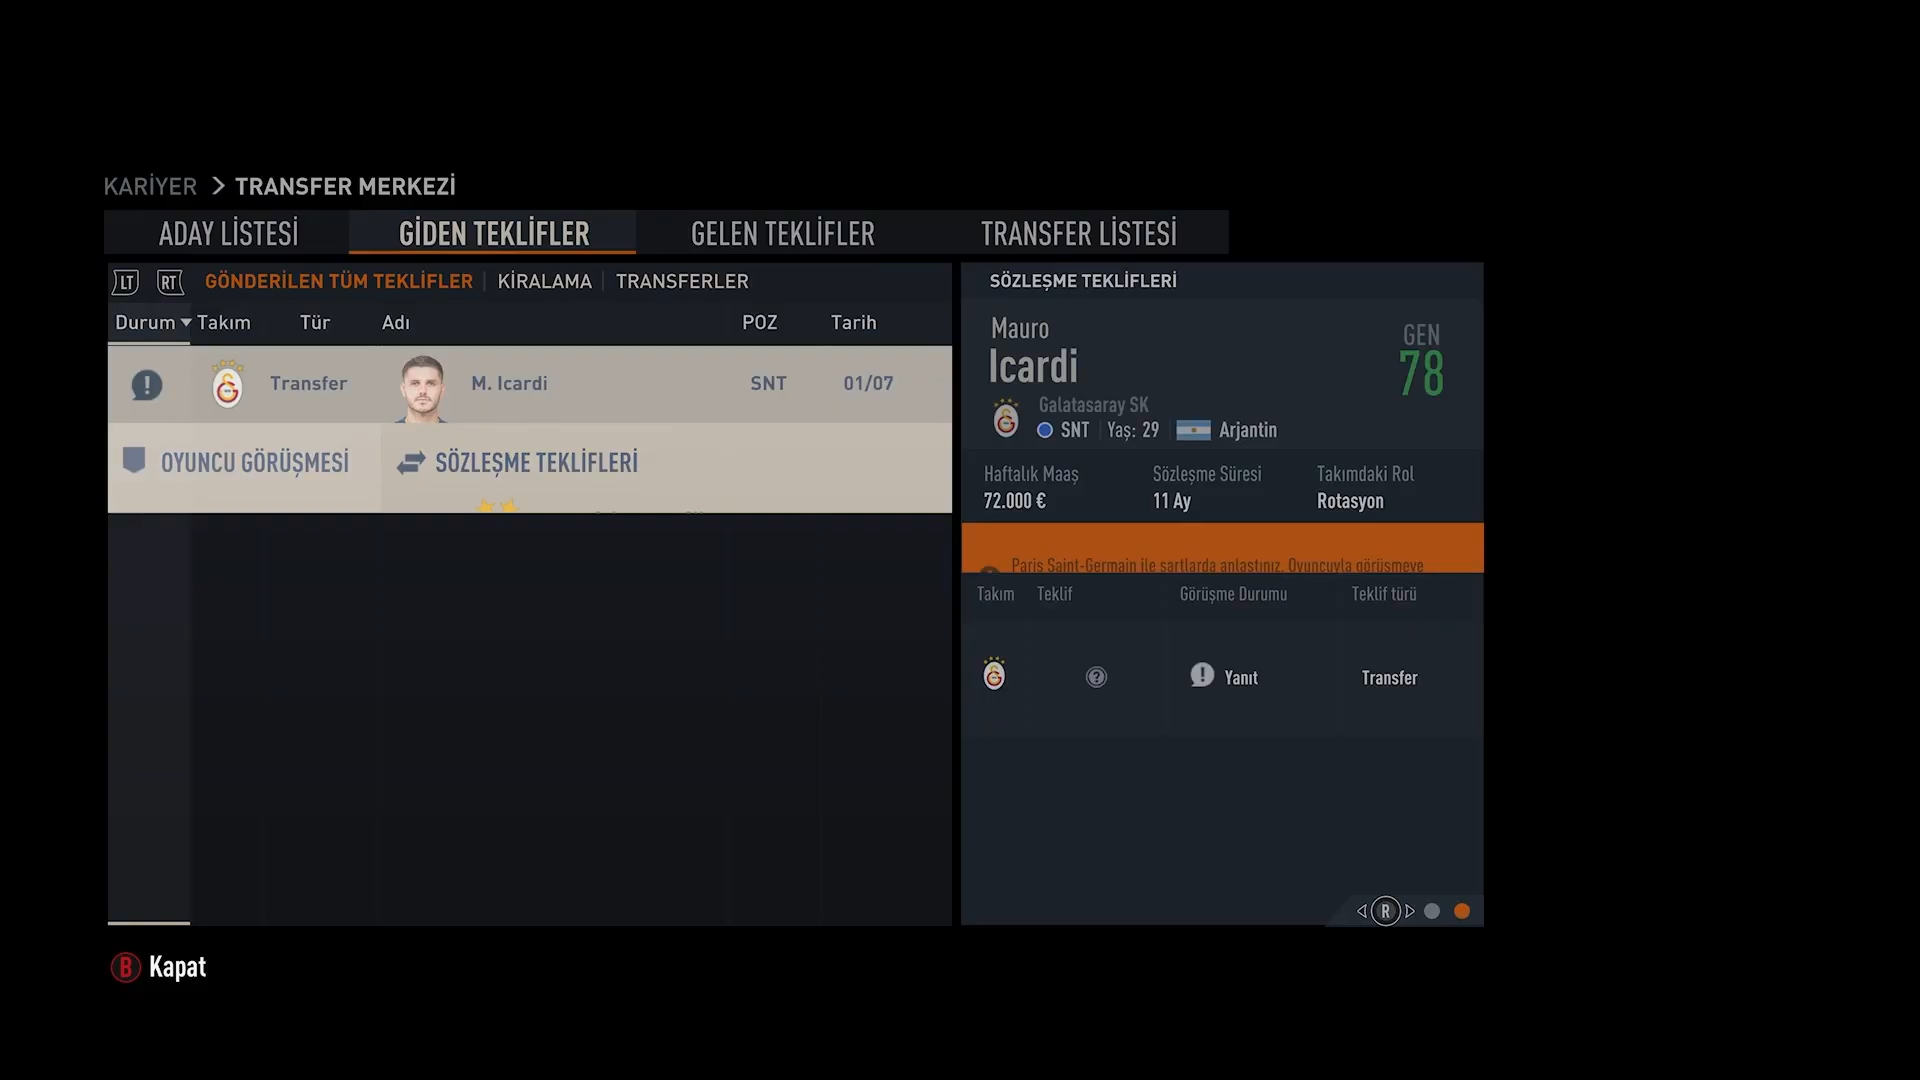 KARİYER > TRANSFER MERKEZİ
ADAY LİSTESİ GİDEN TEKLİFLER GELEN TEKLİFLER TRANSFER LİSTESİ
LT RT GÖNDERİLEN TÜM TEKLİFLER | KİRALAMA | TRANSFERLER
Durum Takım Tür Adı POZ Tarih
Transfer M. Icardi SNT 01/07
OYUNCU GÖRÜŞMESİ SÖZLEŞME TEKLİFLERİ
SÖZLEŞME TEKLİFLERİ
Mauro
Icardi
GEN
78
Galatasaray SK
SNT | Yaş: 29 | Arjantin
Haftalık Maaş Sözleşme Süresi Takımdaki Rol
72.000 € 11 Ay Rotasyon
Paris Saint-Germain ile şartlarda anlaştınız. Oyuncuyla görüşmeye
Takım Teklif Görüşme Durumu Teklif türü
? ! Yanıt Transfer
R
B Kapat